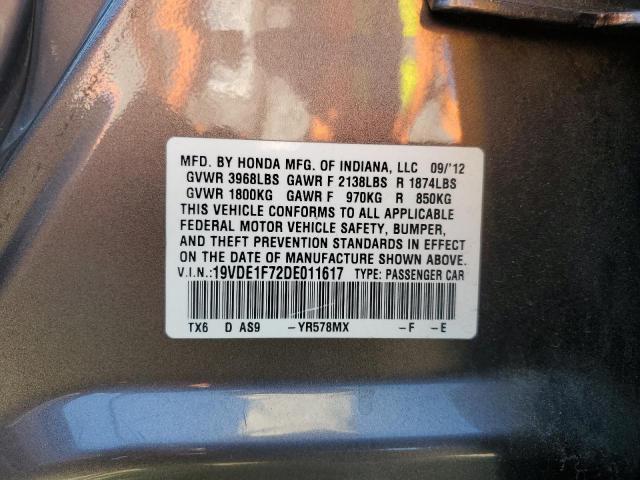 MFD. BY HONDA MFG. OF INDIANA, LLC 09/'12
GVWR 3968LBS GAWR F 2138LBS R 1874LBS
GVWR 1800KG GAWR F 970KG R 850KG
THIS VEHICLE CONFORMS TO ALL APPLICABLE
FEDERAL MOTOR VEHICLE SAFETY, BUMPER,
AND THEFT PREVENTION STANDARDS IN EFFECT
ON THE DATE OF MANUFACTURE SHOWN ABOVE.
V.I.N.:19VDE1F72DE011617 TYPE: PASSENGER CAR
TX6 D AS9 -YR578MX -F -E